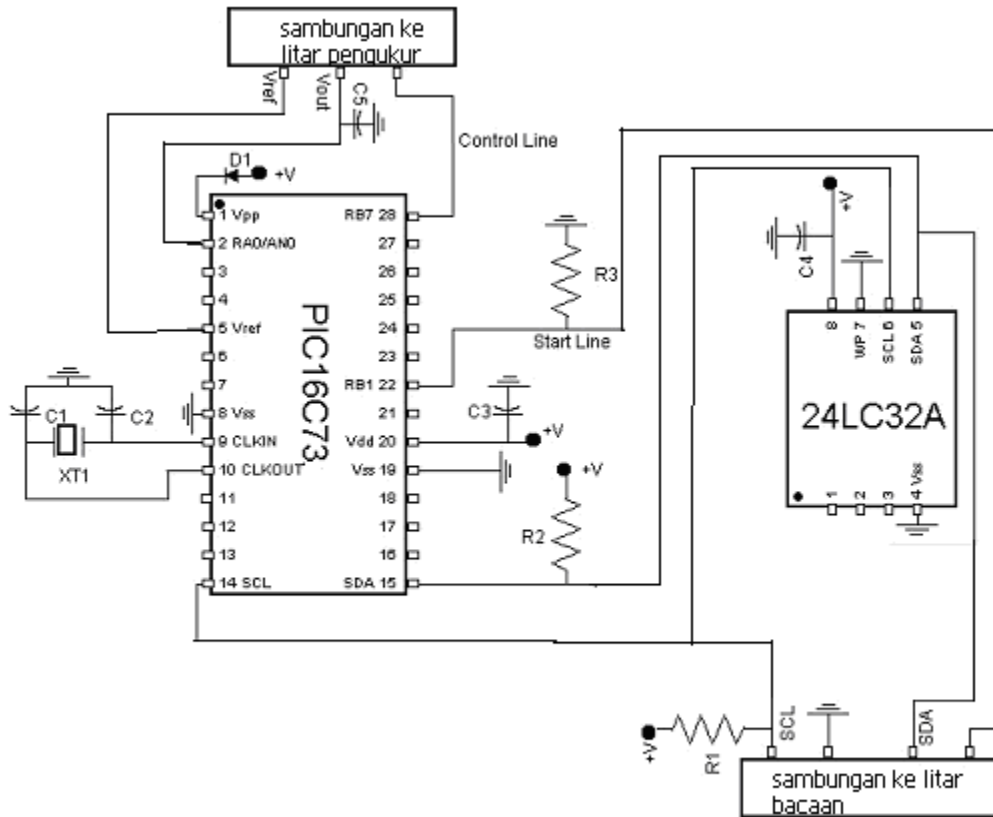 sambungan ke
litar pengukur
Vref
Vout
C5
Control Line
D1
+V
1 Vpp
RB7 28
2 RA0/AN0
27
3
26
4
25
5 Vref
24
6
23
7
RB1 22
8 Vss
21
9 CLKIN
Vdd 20
10 CLKOUT
Vss 19
11
18
12
17
13
16
14 SCL
SDA 15
PIC16C73
C1
C2
XT1
R3
Start Line
C3
+V
+V
R2
+V
C4
8
WP 7
SCL 6
SDA 5
24LC32A
1
2
3
4 Vss
+V
R1
SCL
SDA
sambungan ke litar
bacaan